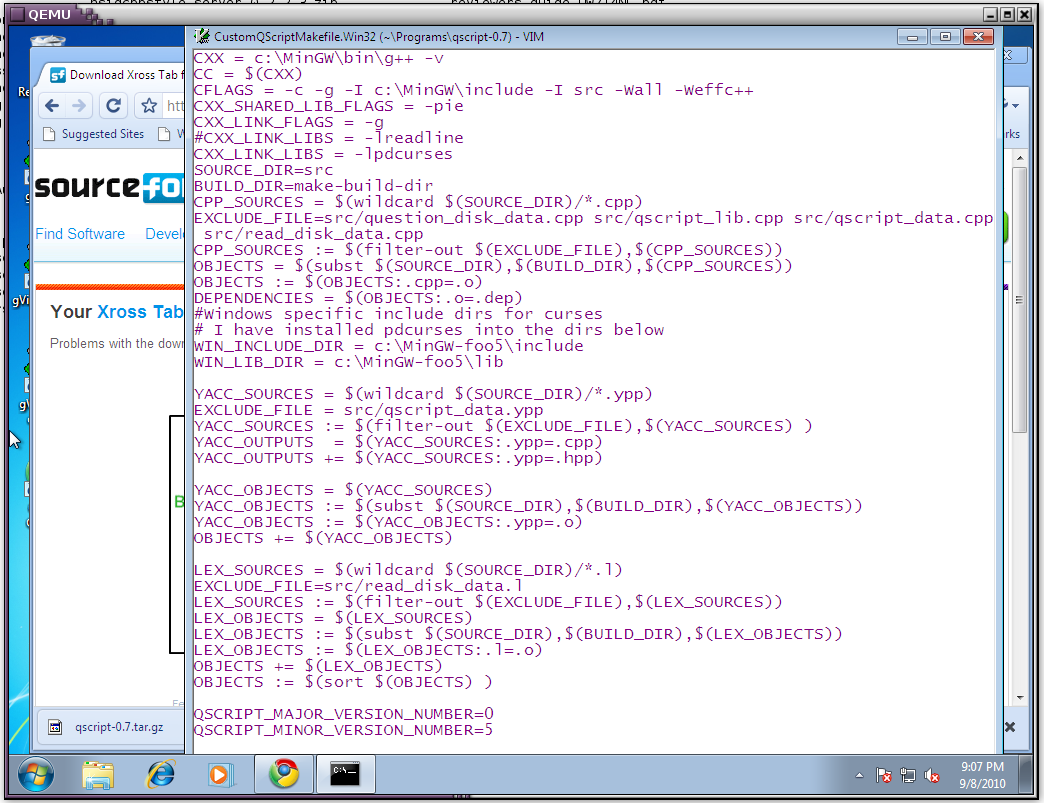 QEMU
CustomQScriptMakefile.Win32 (~\Programs\qscript-0.7) - VIM
CXX = c:\MinGW\bin\g++ -v
CC = $(CXX)
CFLAGS = -c -g -I c:\MinGW\include -I src -Wall -Weffc++
CXX_SHARED_LIB_FLAGS = -pie
CXX_LINK_FLAGS = -g
#CXX_LINK_LIBS = -lreadline
CXX_LINK_LIBS = -lpdcurses
SOURCE_DIR=src
BUILD_DIR=make-build-dir
CPP_SOURCES = $(wildcard $(SOURCE_DIR)/*.cpp)
EXCLUDE_FILE=src/question_disk_data.cpp src/qscript_lib.cpp src/qscript_data.cpp
src/read_disk_data.cpp
CPP_SOURCES := $(filter-out $(EXCLUDE_FILE),$(CPP_SOURCES))
OBJECTS = $(subst $(SOURCE_DIR),$(BUILD_DIR),$(CPP_SOURCES))
OBJECTS := $(OBJECTS:.cpp=.o)
DEPENDENCIES = $(OBJECTS:.o=.dep)
#Windows specific include dirs for curses
# I have installed pdcurses into the dirs below
WIN_INCLUDE_DIR = c:\MinGW-foo5\include
WIN_LIB_DIR = c:\MinGW-foo5\lib
YACC_SOURCES = $(wildcard $(SOURCE_DIR)/*.ypp)
EXCLUDE_FILE = src/qscript_data.ypp
YACC_SOURCES := $(filter-out $(EXCLUDE_FILE),$(YACC_SOURCES) )
YACC_OUTPUTS  = $(YACC_SOURCES:.ypp=.cpp)
YACC_OUTPUTS += $(YACC_SOURCES:.ypp=.hpp)
YACC_OBJECTS = $(YACC_SOURCES)
YACC_OBJECTS := $(subst $(SOURCE_DIR),$(BUILD_DIR),$(YACC_OBJECTS))
YACC_OBJECTS := $(YACC_OBJECTS:.ypp=.o)
OBJECTS += $(YACC_OBJECTS)
LEX_SOURCES = $(wildcard $(SOURCE_DIR)/*.l)
EXCLUDE_FILE=src/read_disk_data.l
LEX_SOURCES := $(filter-out $(EXCLUDE_FILE),$(LEX_SOURCES))
LEX_OBJECTS = $(LEX_SOURCES)
LEX_OBJECTS := $(subst $(SOURCE_DIR),$(BUILD_DIR),$(LEX_OBJECTS))
LEX_OBJECTS := $(LEX_OBJECTS:.l=.o)
OBJECTS += $(LEX_OBJECTS)
OBJECTS := $(sort $(OBJECTS) )
QSCRIPT_MAJOR_VERSION_NUMBER=0
QSCRIPT_MINOR_VERSION_NUMBER=5
Download Xross Tab f
htt
Suggested Sites
sourcefo
Find Software Devel
Your Xross Tab
Problems with the down
B
qscript-0.7.tar.gz
9:07 PM
9/8/2010